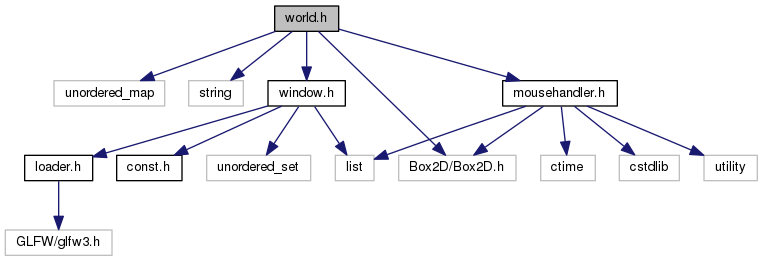 world.h
unordered_map
string
window.h
mousehandler.h
loader.h
const.h
unordered_set
list
Box2D/Box2D.h
ctime
cstdlib
utility
GLFW/glfw3.h